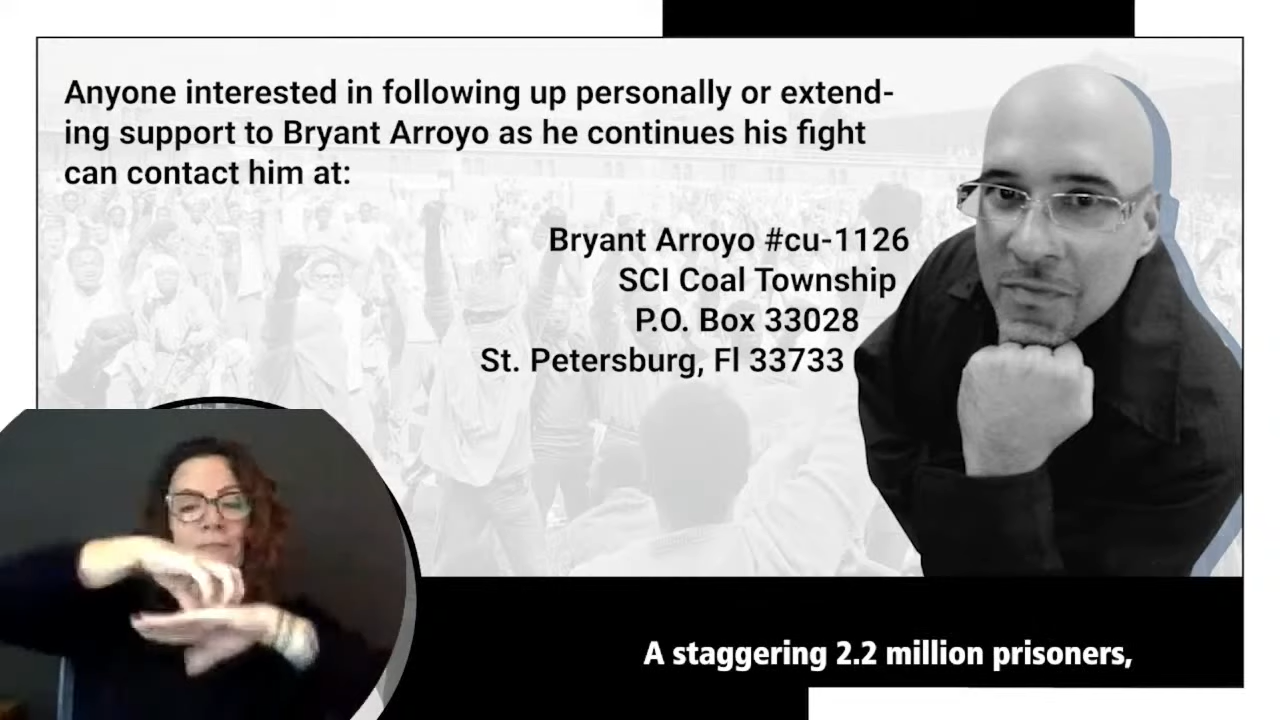 Anyone interested in following up personally or extend-
ing support to Bryant Arroyo as he continues his fight
can contact him at:
Bryant Arroyo #cu-1126
SCI Coal Township
P.O. Box 33028
St. Petersburg, Fl 33733
A staggering 2.2 million prisoners,